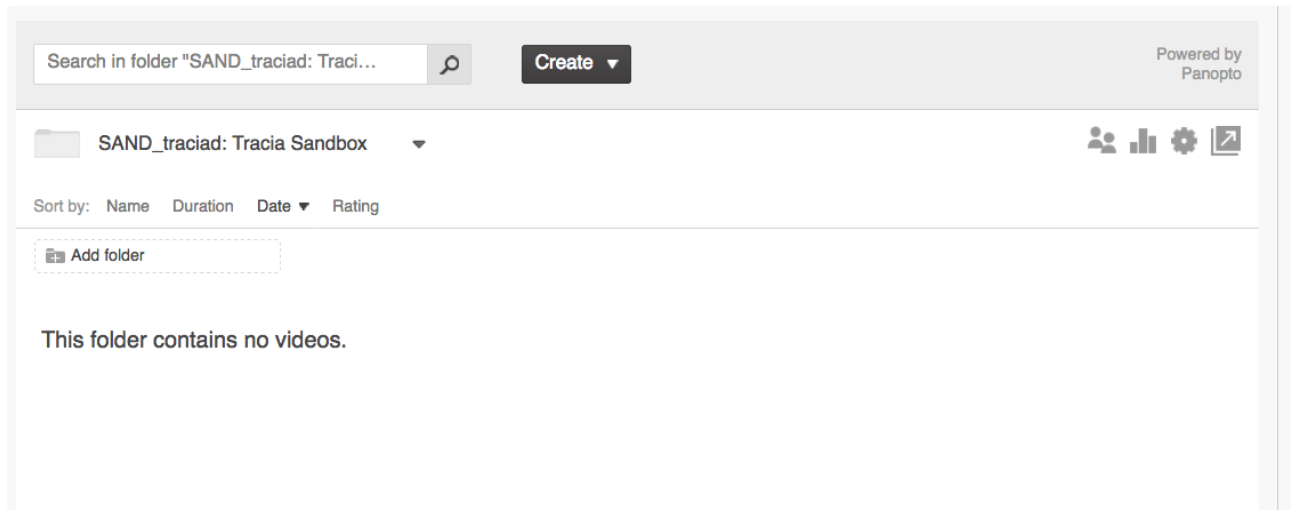 Search in folder "SAND_traciad: Traci...
Create
Powered by
Panopto
SAND_traciad: Tracia Sandbox
Sort by: Name Duration Date Rating
Add folder
This folder contains no videos.